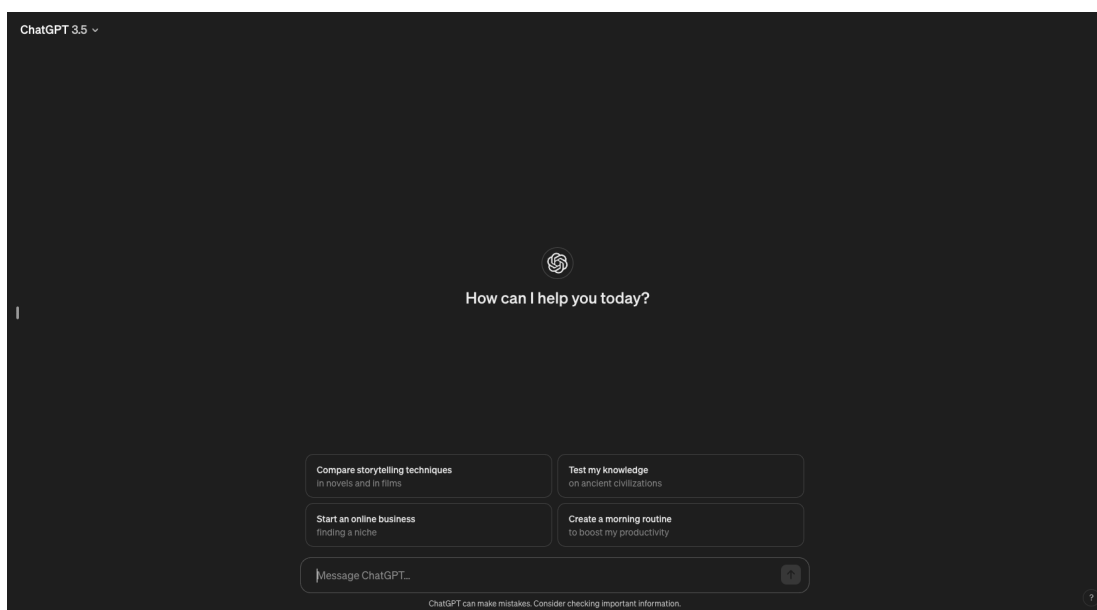 ChatGPT 3.5
How can I help you today?
Compare storytelling techniques
in novels and in films
Test my knowledge
on ancient civilizations
Start an online business
finding a niche
Create a morning routine
to boost my productivity
Message ChatGPT...
ChatGPT can make mistakes. Consider checking important information.
?